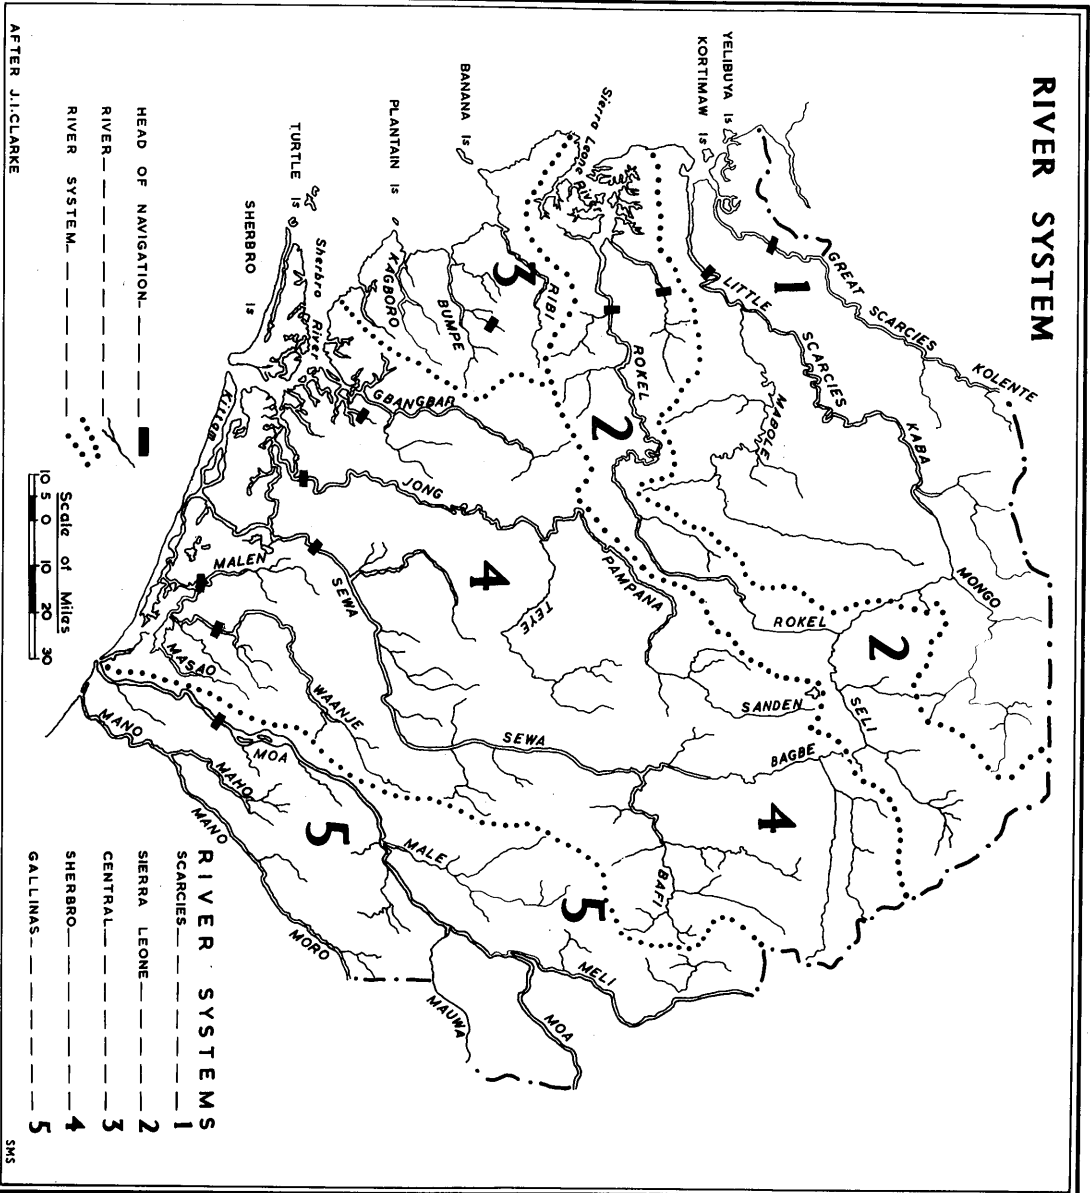 RIVER SYSTEM
YELIBUYA Is
KORTIMAW Is
BANANA Is
PLANTAIN Is
TURTLE Is
SHERBRO Is
Sierra Leone River
Sherbro River
Kittam
GREAT SCARCIES
KOLENTE
1
LITTLE SCARCIES
KABA
MONGO
MABOLE
ROKEL
2
ROKEL
2
SELI
PAMPANA
SANDEN
BAGBE
3
RIBI
BUMPE
KAGBORO
GBANGBAR
JONG
4
TEYE
SEWA
SEWA
4
BAFI
MALEN
MASAO
WAANJE
MOA
MANO
MAHO
MANO
5
MALE
5
MORO
MELI
MAUWA
MOA
HEAD OF NAVIGATION
RIVER
RIVER SYSTEM
Scale of Miles
10 5 0 10 20 30
RIVER SYSTEMS
SCARCIES 1
SIERRA LEONE 2
CENTRAL 3
SHERBRO 4
GALLINAS 5
AFTER J.I.CLARKE
SMS